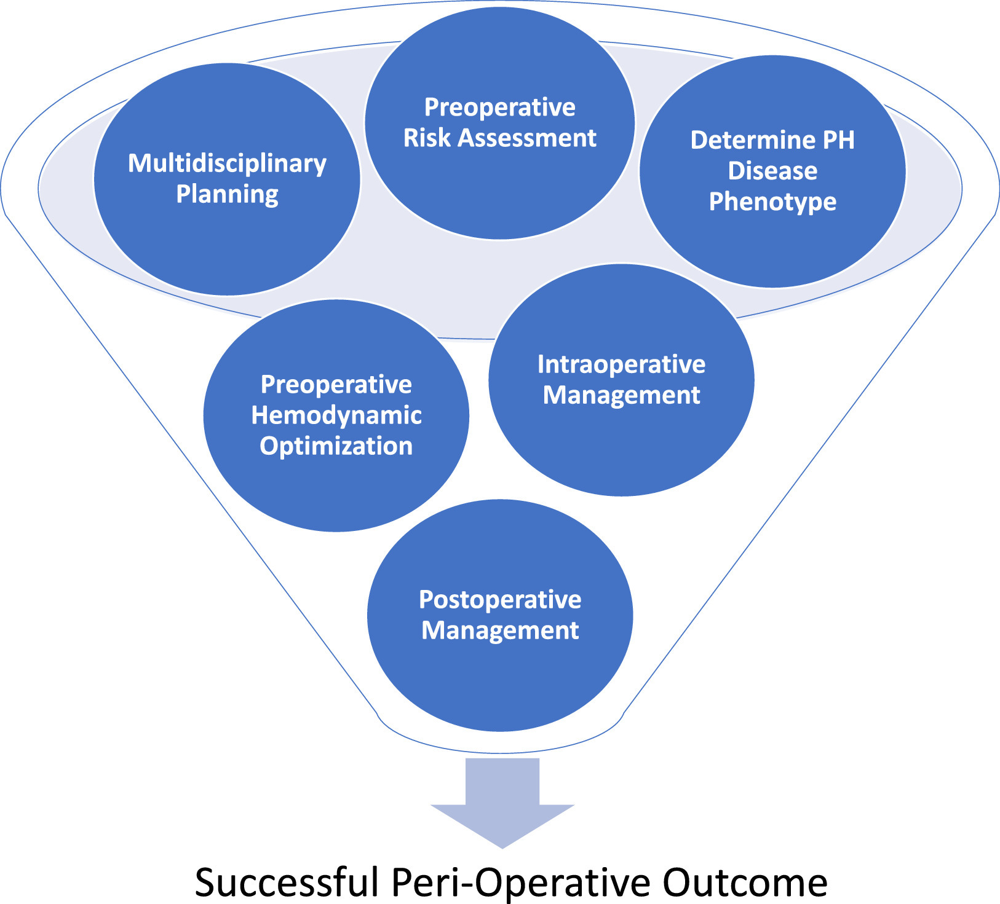 Preoperative
Risk Assessment
Multidisciplinary
Planning
Determine PH
Disease
Phenotype
Preoperative
Hemodynamic
Optimization
Intraoperative
Management
Postoperative
Management
Successful Peri-Operative Outcome